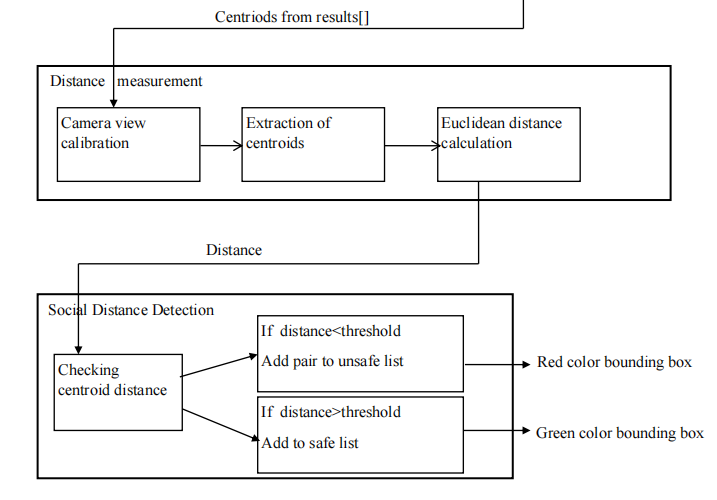 Centriods from results[]
Distance measurement
Camera view
calibration
Extraction of
centroids
Euclidean distance
calculation
Distance
Social Distance Detection
Checking
centroid distance
If distance<threshold
Add pair to unsafe list
Red color bounding box
If distance>threshold
Add to safe list
Green color bounding box